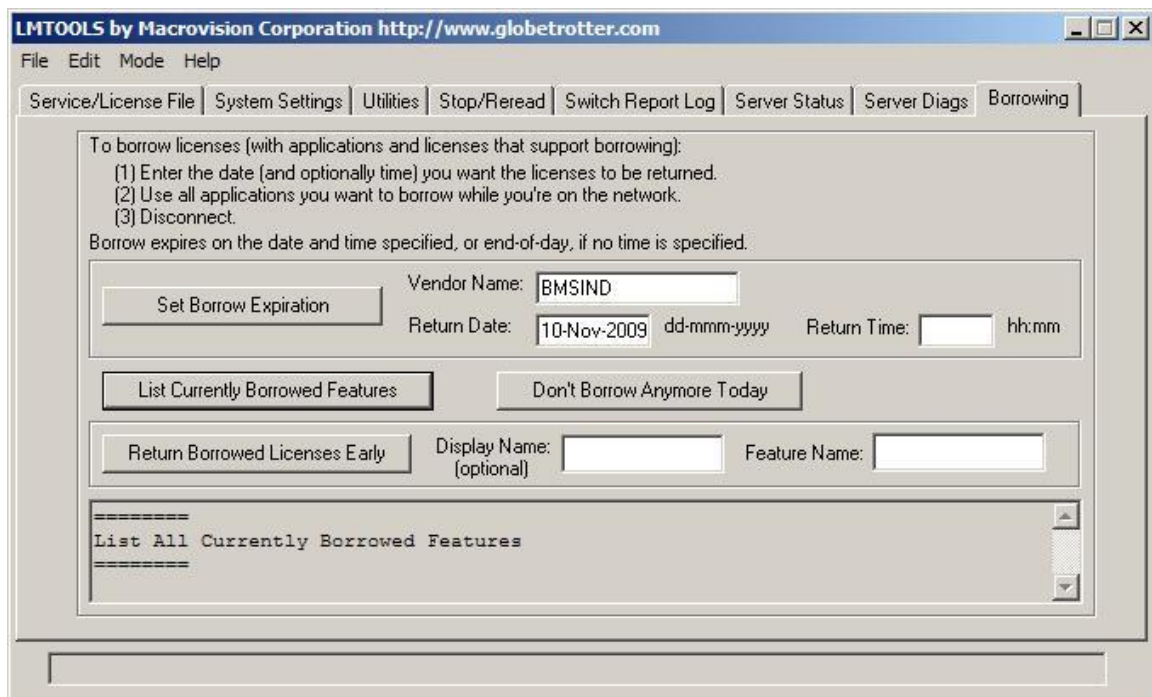 LMTOOLS by Macrovision Corporation http://www.globetrotter.com
File Edit Mode Help
Service/License File System Settings Utilities Stop/Reread Switch Report Log Server Status Server Diags Borrowing
To borrow licenses (with applications and licenses that support borrowing):
(1) Enter the date (and optionally time) you want the licenses to be returned.
(2) Use all applications you want to borrow while you're on the network.
(3) Disconnect.
Borrow expires on the date and time specified, or end-of-day, if no time is specified.
Set Borrow Expiration Vendor Name: BMSIND
Return Date: 10-Nov-2009 dd-mmm-yyyy Return Time: hh:mm
List Currently Borrowed Features Don't Borrow Anymore Today
Return Borrowed Licenses Early Display Name: Feature Name:
(optional)
========
List All Currently Borrowed Features
========